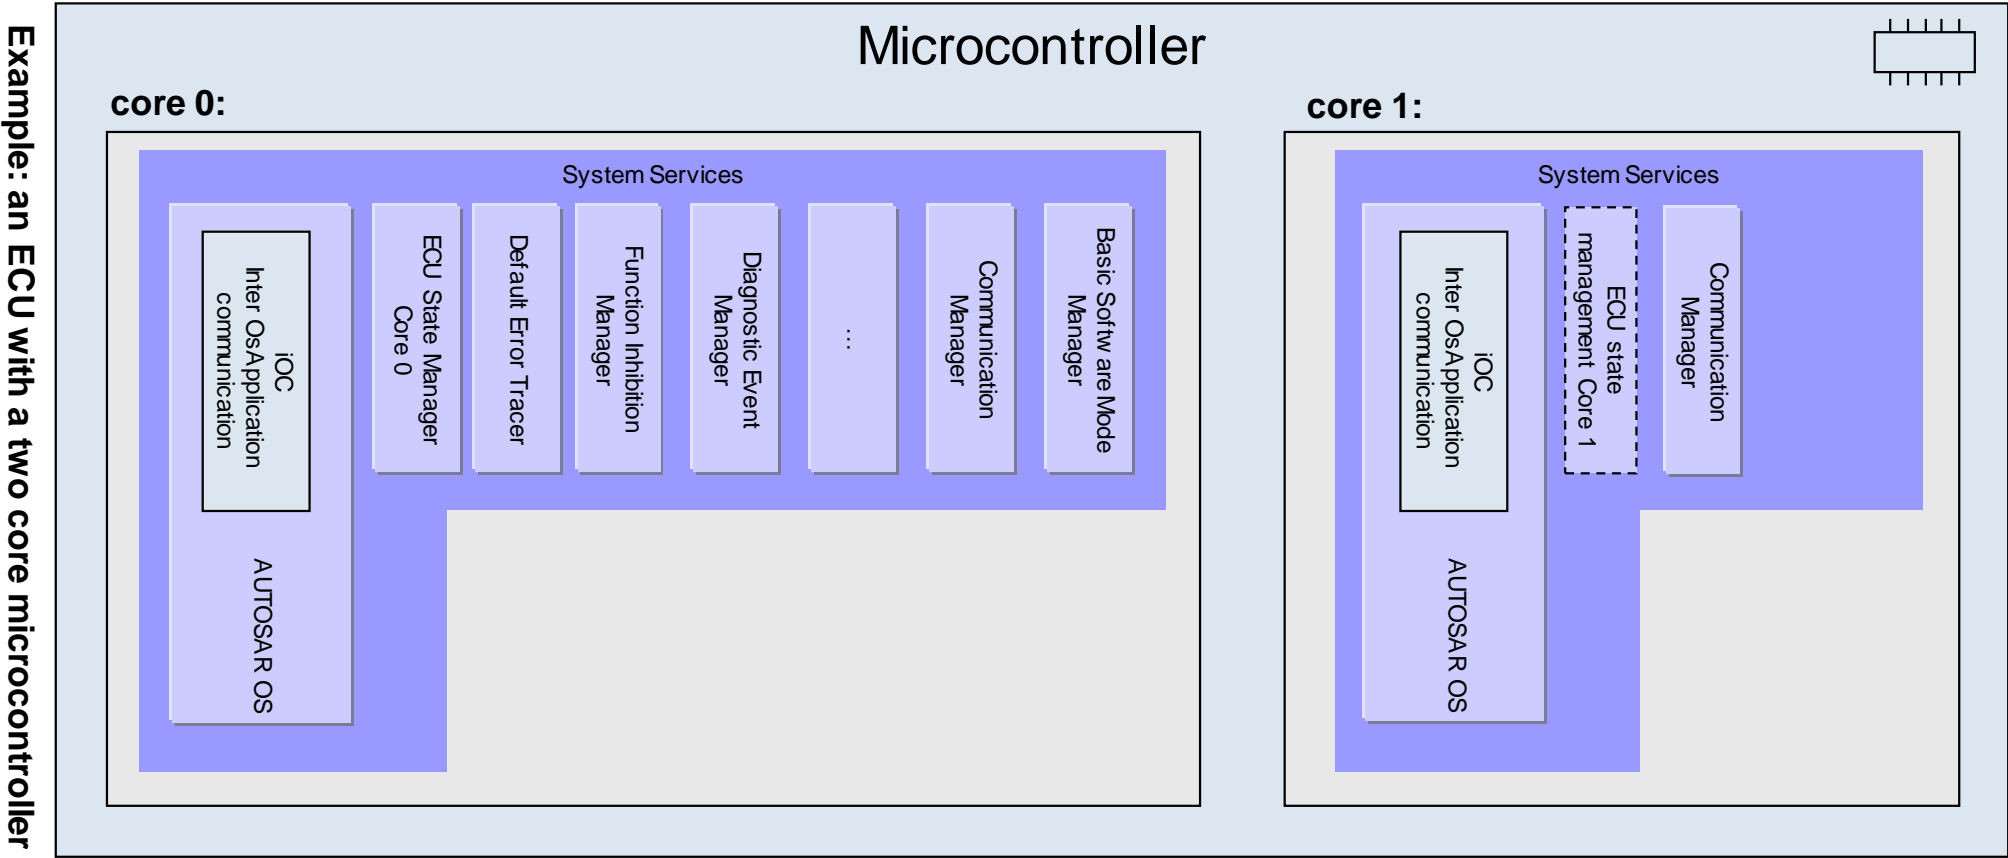 Example: an ECU with a two core microcontroller
Microcontroller
core 0:
System Services
iOC
Inter OsApplication
communication
AUTOSAR OS
ECU State Manager
Core 0
Default Error Tracer
Function Inhibition
Manager
Diagnostic Event
Manager
...
Communication
Manager
Basic Software Mode
Manager
core 1:
System Services
iOC
Inter OsApplication
communication
AUTOSAR OS
ECU state
management Core 1
Communication
Manager